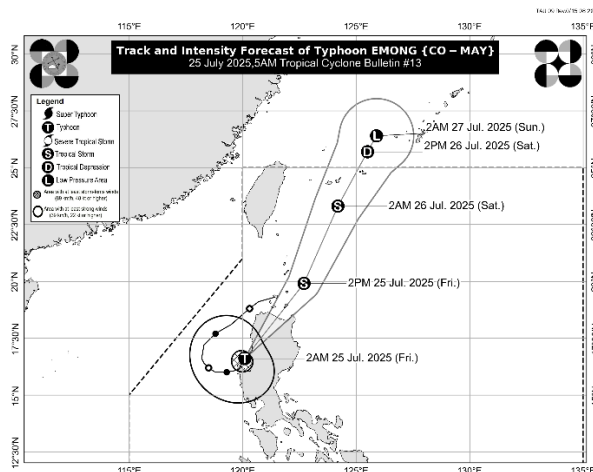 115°E 120°E 125°E 130°E 135°E
Track and Intensity Forecast of Typhoon EMONG {CO – MAY}
25 July 2025,5AM Tropical Cyclone Bulletin #13
30°N
27°30'N
25°N
22°30'N
20°N
17°30'N
15°N
12°30'N
Legend
Super Typhoon
T Typhoon
Severe Tropical Storm
S Tropical Storm
D Tropical Depression
L Low Pressure Area
L
D
S
S
T
2AM 27 Jul. 2025 (Sun.)
2PM 26 Jul. 2025 (Sat.)
2AM 26 Jul. 2025 (Sat.)
2PM 25 Jul. 2025 (Fri.)
2AM 25 Jul. 2025 (Fri.)
115°E 120°E 125°E 130°E 135°E